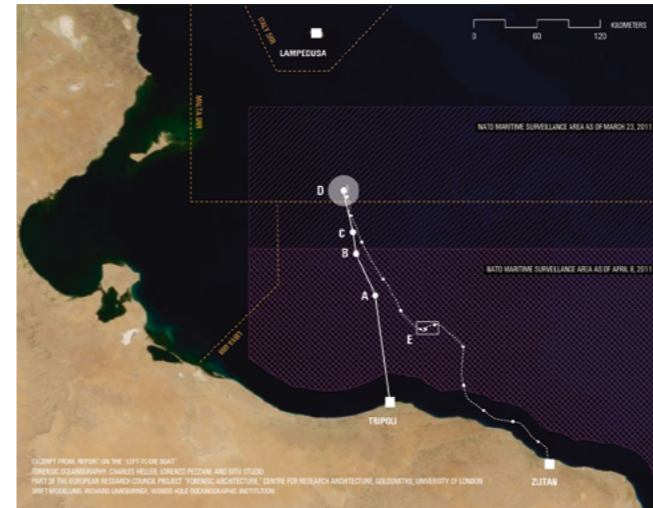 ITALY SRR
LAMPEDUSA
KILOMETERS
0 60 120
MALTA SRR
NATO MARITIME SURVEILLANCE AREA AS OF MARCH 23, 2011
D
C
B
NATO MARITIME SURVEILLANCE AREA AS OF APRIL 8, 2011
A
E
LIBYA SRR
TRIPOLI
ZLITAN
EXCERPT FROM: REPORT ON THE "LEFT-TO-DIE BOAT"
FORENSIC OCEANOGRAPHY: CHARLES HELLER, LORENZO PEZZANI, AND SITU STUDIO
PART OF THE EUROPEAN RESEARCH COUNCIL PROJECT "FORENSIC ARCHITECTURE," CENTRE FOR RESEARCH ARCHITECTURE, GOLDSMITHS, UNIVERSITY OF LONDON
DRIFT MODELLING: RICHARD LIMEBURNER, WOODS HOLE OCEANOGRAPHIC INSTITUTION